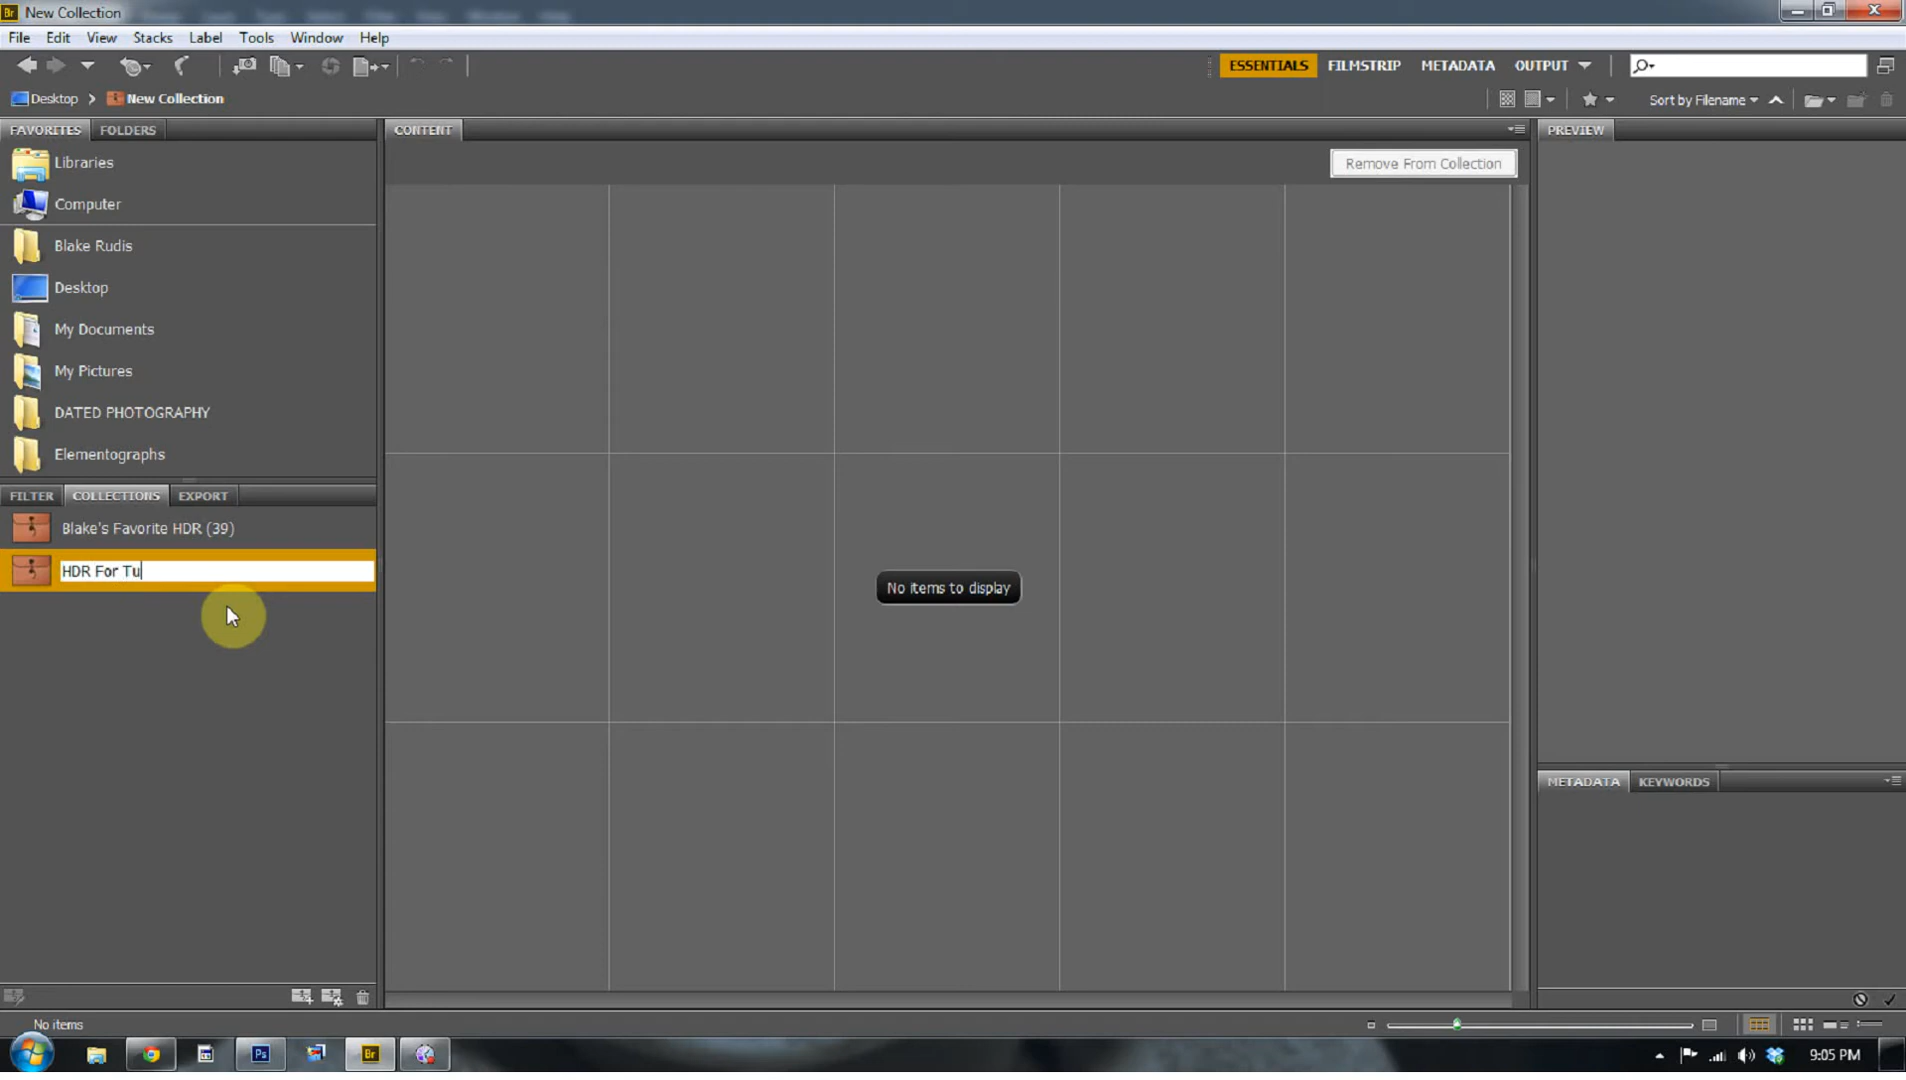 Br New Collection
File Edit View Stacks Label Tools Window Help
ESSENTIALS FILMSTRIP METADATA OUTPUT
Desktop New Collection
Sort by Filename
FAVORITES FOLDERS
CONTENT
PREVIEW
Libraries
Remove From Collection
Computer
Blake Rudis
Desktop
My Documents
My Pictures
DATED PHOTOGRAPHY
Elementographs
FILTER COLLECTIONS EXPORT
Blake's Favorite HDR (39)
HDR For Tu
No items to display
METADATA KEYWORDS
No items
Ps Br 9:05 PM